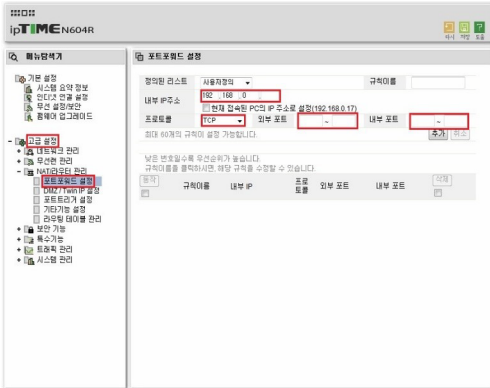 ipTIME N604R
리셋 저장 도움
메뉴탐색기
포트포워드 설정
기본 설정
시스템 요약 정보
인터넷 연결 설정
무선 설정/보안
펌웨어 업그레이드
고급 설정
네트워크 관리
무선랜 관리
NAT/라우터 관리
포트포워드 설정
DMZ / Twin IP 설정
포트트리거 설정
기타기능 설정
라우팅 테이블 관리
보안 기능
특수기능
트래픽 관리
시스템 관리
정의된 리스트 사용자정의 규칙이름
내부 IP주소 192 .168 .0 .
현재 접속된 PC의 IP 주소로 설정(192.168.0.17)
프로토콜 TCP 외부 포트 ~ 내부 포트 ~
최대 60개의 규칙이 설정 가능합니다. 추가 취소
낮은 번호일수록 우선순위가 높습니다.
규칙이름을 클릭하시면, 해당 규칙을 수정할 수 있습니다.
동작 규칙이름 내부 IP 프로토콜 외부 포트 내부 포트 삭제